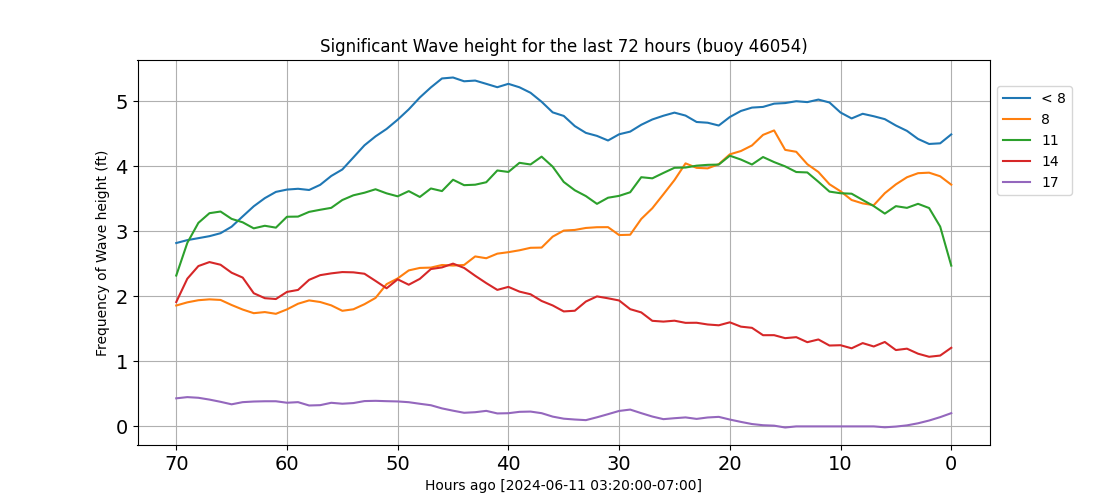 Significant Wave height for the last 72 hours (buoy 46054)
Frequency of Wave height (ft)
5
4
3
2
1
0
70 60 50 40 30 20 10 0
Hours ago [2024-06-11 03:20:00-07:00]
< 8
8
11
14
17